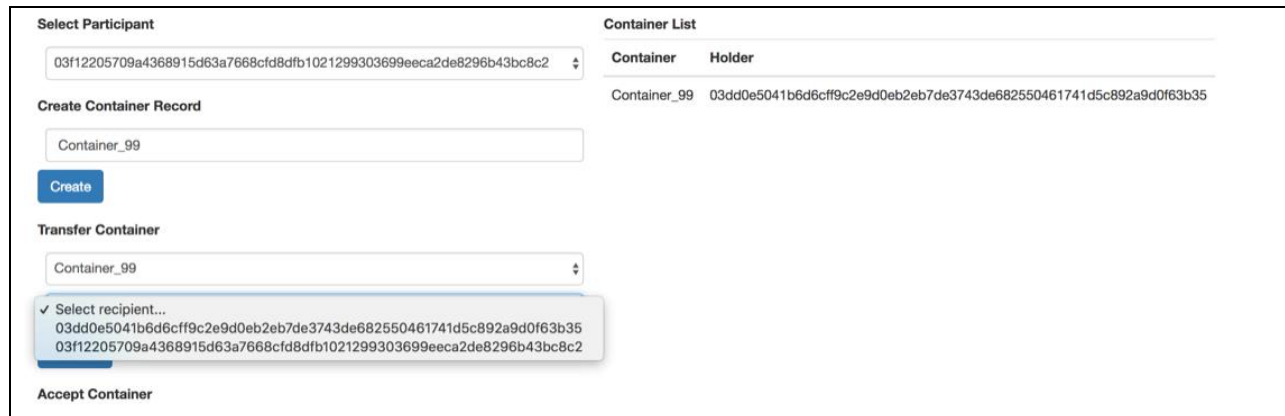 Select Participant
03f12205709a4368915d63a7668cfd8dfb1021299303699eeca2de8296b43bc8c2
Create Container Record
Container_99
Create
Transfer Container
Container_99
✓ Select recipient...
03dd0e5041b6d6cff9c2e9d0eb2eb7de3743de682550461741d5c892a9d0f63b35
03f12205709a4368915d63a7668cfd8dfb1021299303699eeca2de8296b43bc8c2
Accept Container
Container List
Container Holder
Container_99 03dd0e5041b6d6cff9c2e9d0eb2eb7de3743de682550461741d5c892a9d0f63b35